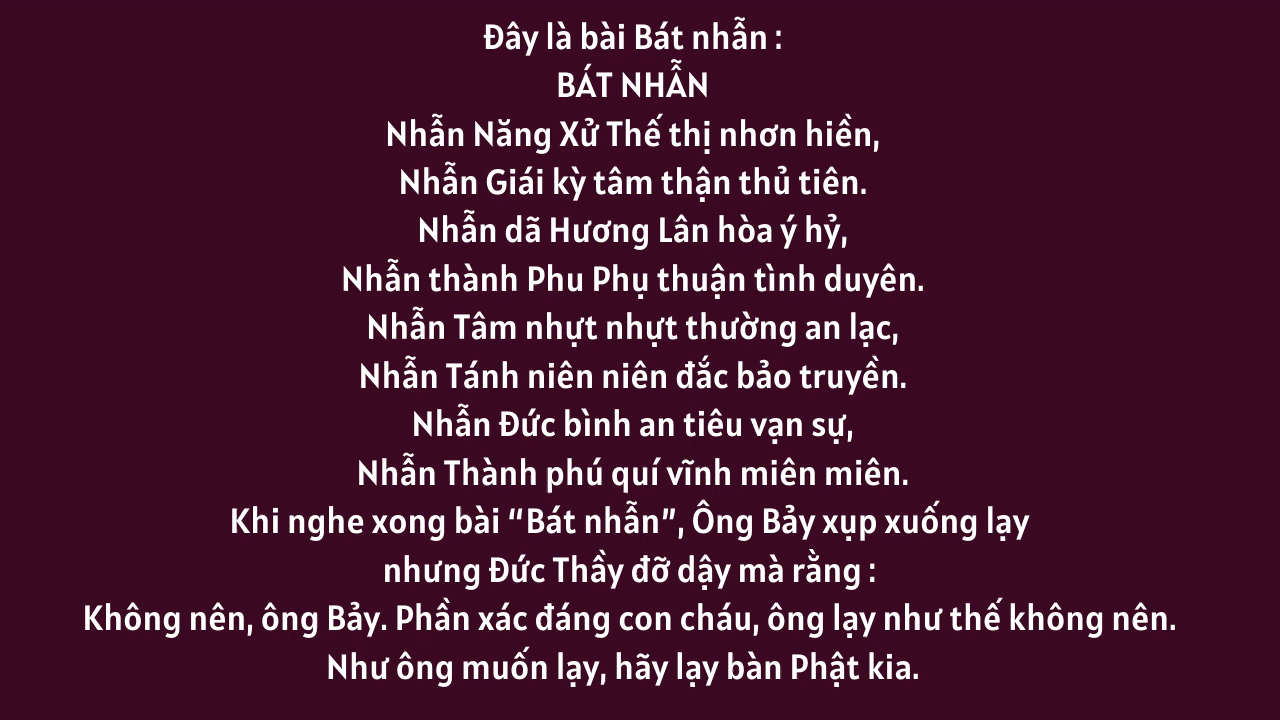 Đây là bài Bát nhẫn :
BÁT NHẪN
Nhẫn Năng Xử Thế thị nhơn hiền,
Nhẫn Giái kỳ tâm thận thủ tiên.
Nhẫn dã Hương Lân hòa ý hỷ,
Nhẫn thành Phu Phụ thuận tình duyên.
Nhẫn Tâm nhựt nhựt thường an lạc,
Nhẫn Tánh niên niên đắc bảo truyền.
Nhẫn Đức bình an tiêu vạn sự,
Nhẫn Thành phú quí vĩnh miên miên.
Khi nghe xong bài “Bát nhẫn”, Ông Bảy xụp xuống lạy
nhưng Đức Thầy đỡ dậy mà rằng :
Không nên, ông Bảy. Phần xác đáng con cháu, ông lạy như thế không nên.
Như ông muốn lạy, hãy lạy bàn Phật kia.